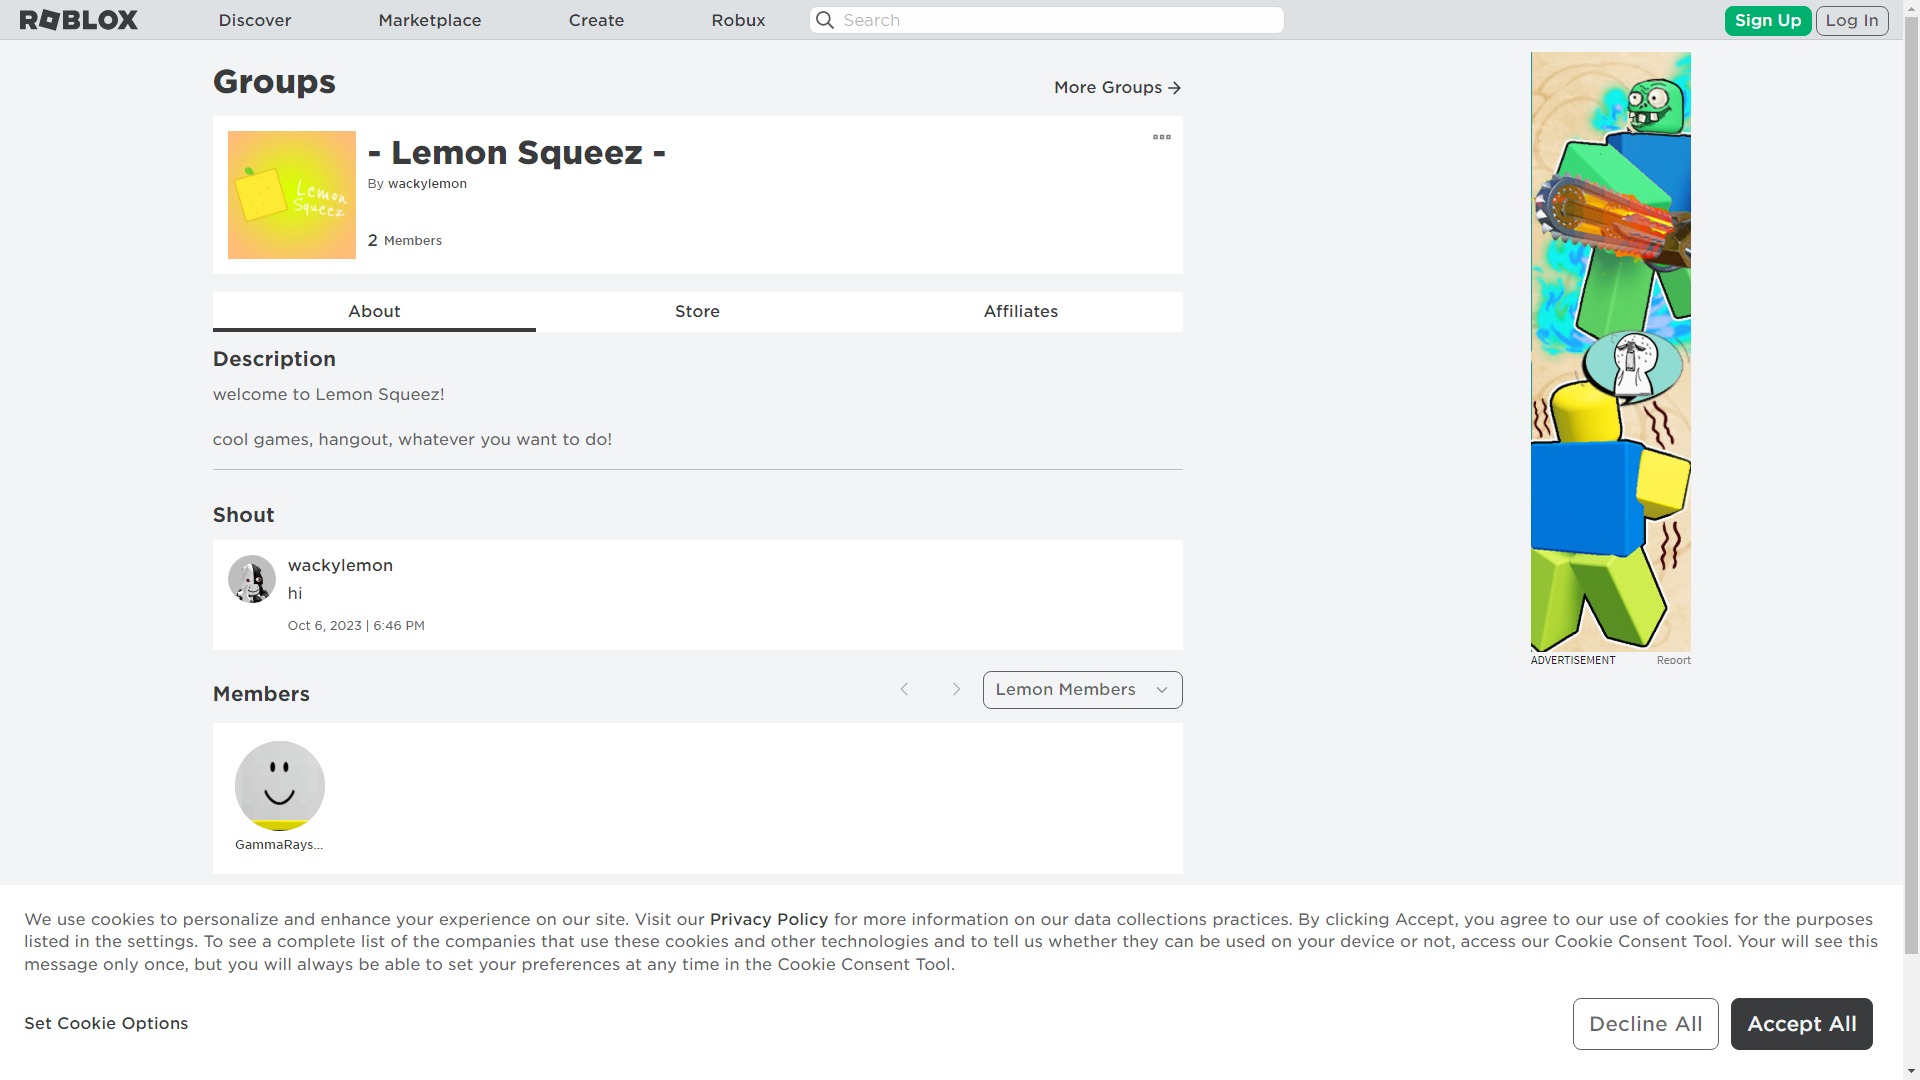 ROBLOX
Discover
Marketplace
Create
Robux
Search
Sign Up
Log In
Groups
More Groups
- Lemon Squeez -
By wackylemon
Lemon
Squeez
2 Members
About
Store
Affiliates
Description
welcome to Lemon Squeez!
cool games, hangout, whatever you want to do!
Shout
wackylemon
hi
Oct 6, 2023 | 6:46 PM
ADVERTISEMENT
Report
Members
Lemon Members
GammaRays...
We use cookies to personalize and enhance your experience on our site. Visit our Privacy Policy for more information on our data collections practices. By clicking Accept, you agree to our use of cookies for the purposes
listed in the settings. To see a complete list of the companies that use these cookies and other technologies and to tell us whether they can be used on your device or not, access our Cookie Consent Tool. Your will see this
message only once, but you will always be able to set your preferences at any time in the Cookie Consent Tool.
Set Cookie Options
Decline All
Accept All